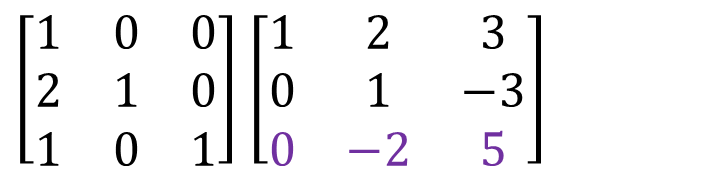 [1 0 0] [1 2 3]
[2 1 0] [0 1 −3]
[1 0 1] [0 −2 5]